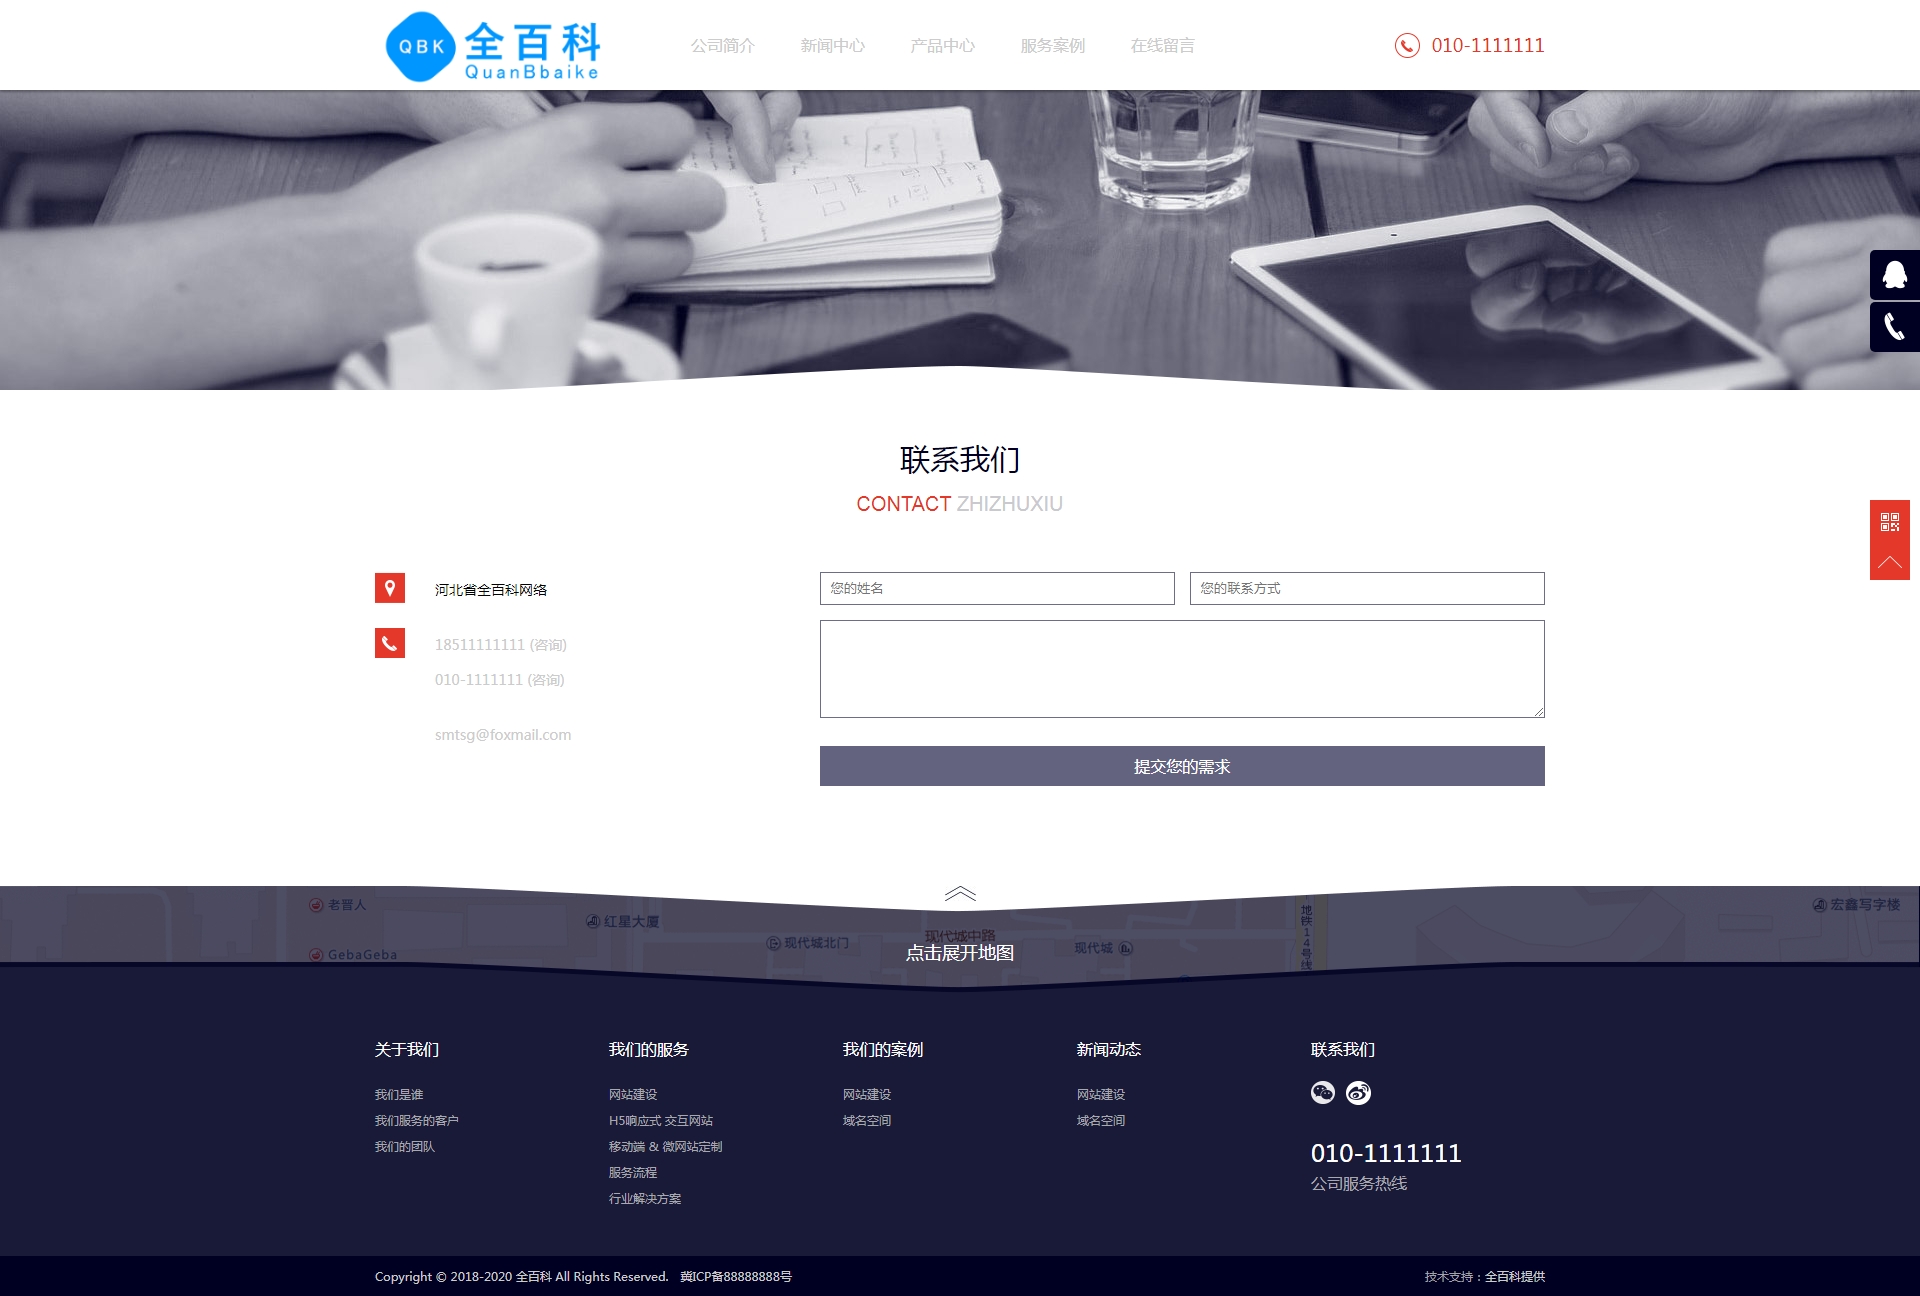 QBK 全百科
QuanBbaike
公司简介 新闻中心 产品中心 服务案例 在线留言
010-1111111
联系我们
CONTACT ZHIZHUXIU
河北省全百科网络
18511111111 (咨询)
010-1111111 (咨询)
smtsg@foxmail.com
您的姓名 您的联系方式
提交您的需求
老晋人
红星大厦
现代城北门
现代城中路
现代城
地铁14号线
宏鑫写字楼
GebaGeba
点击展开地图
关于我们
我们是谁
我们服务的客户
我们的团队
我们的服务
网站建设
H5响应式 交互网站
移动端 & 微网站定制
服务流程
行业解决方案
我们的案例
网站建设
域名空间
新闻动态
网站建设
域名空间
联系我们
010-1111111
公司服务热线
Copyright © 2018-2020 全百科 All Rights Reserved. 冀ICP备88888888号
技术支持：全百科提供